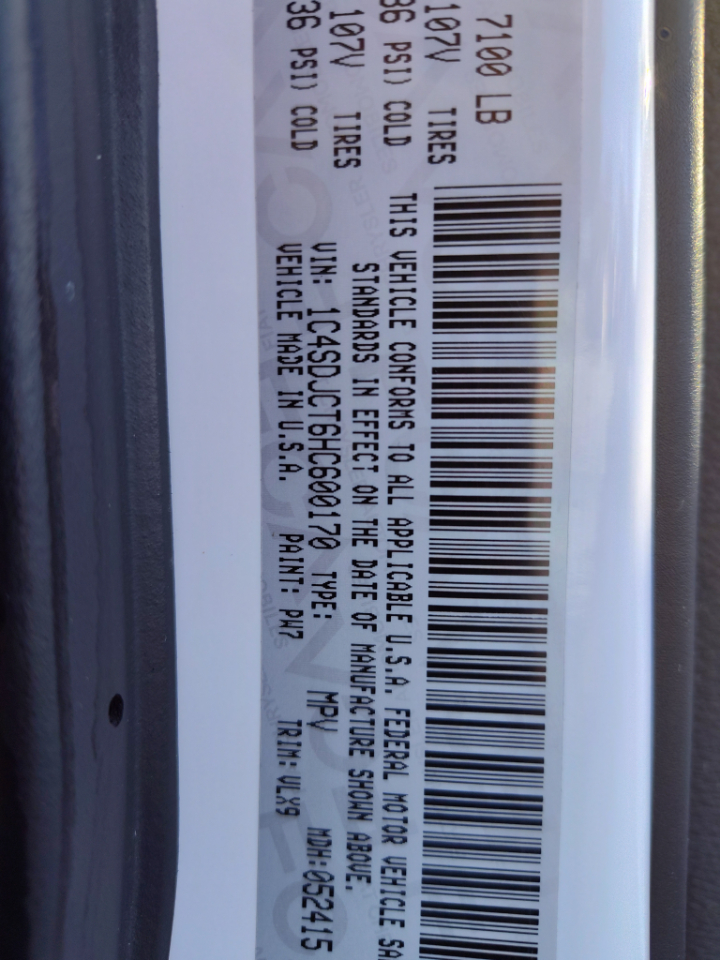 7100 LB
107V TIRES
36 PSI) COLD
107V TIRES
36 PSI) COLD
THIS VEHICLE CONFORMS TO ALL APPLICABLE U.S.A. FEDERAL MOTOR VEHICLE SA
STANDARDS IN EFFECT ON THE DATE OF MANUFACTURE SHOWN ABOVE.
VIN: 1C4SDJCT6HC600170 TYPE: MPV MDH:052415
VEHICLE MADE IN U.S.A. PAINT: PW7 TRIM: VLX9